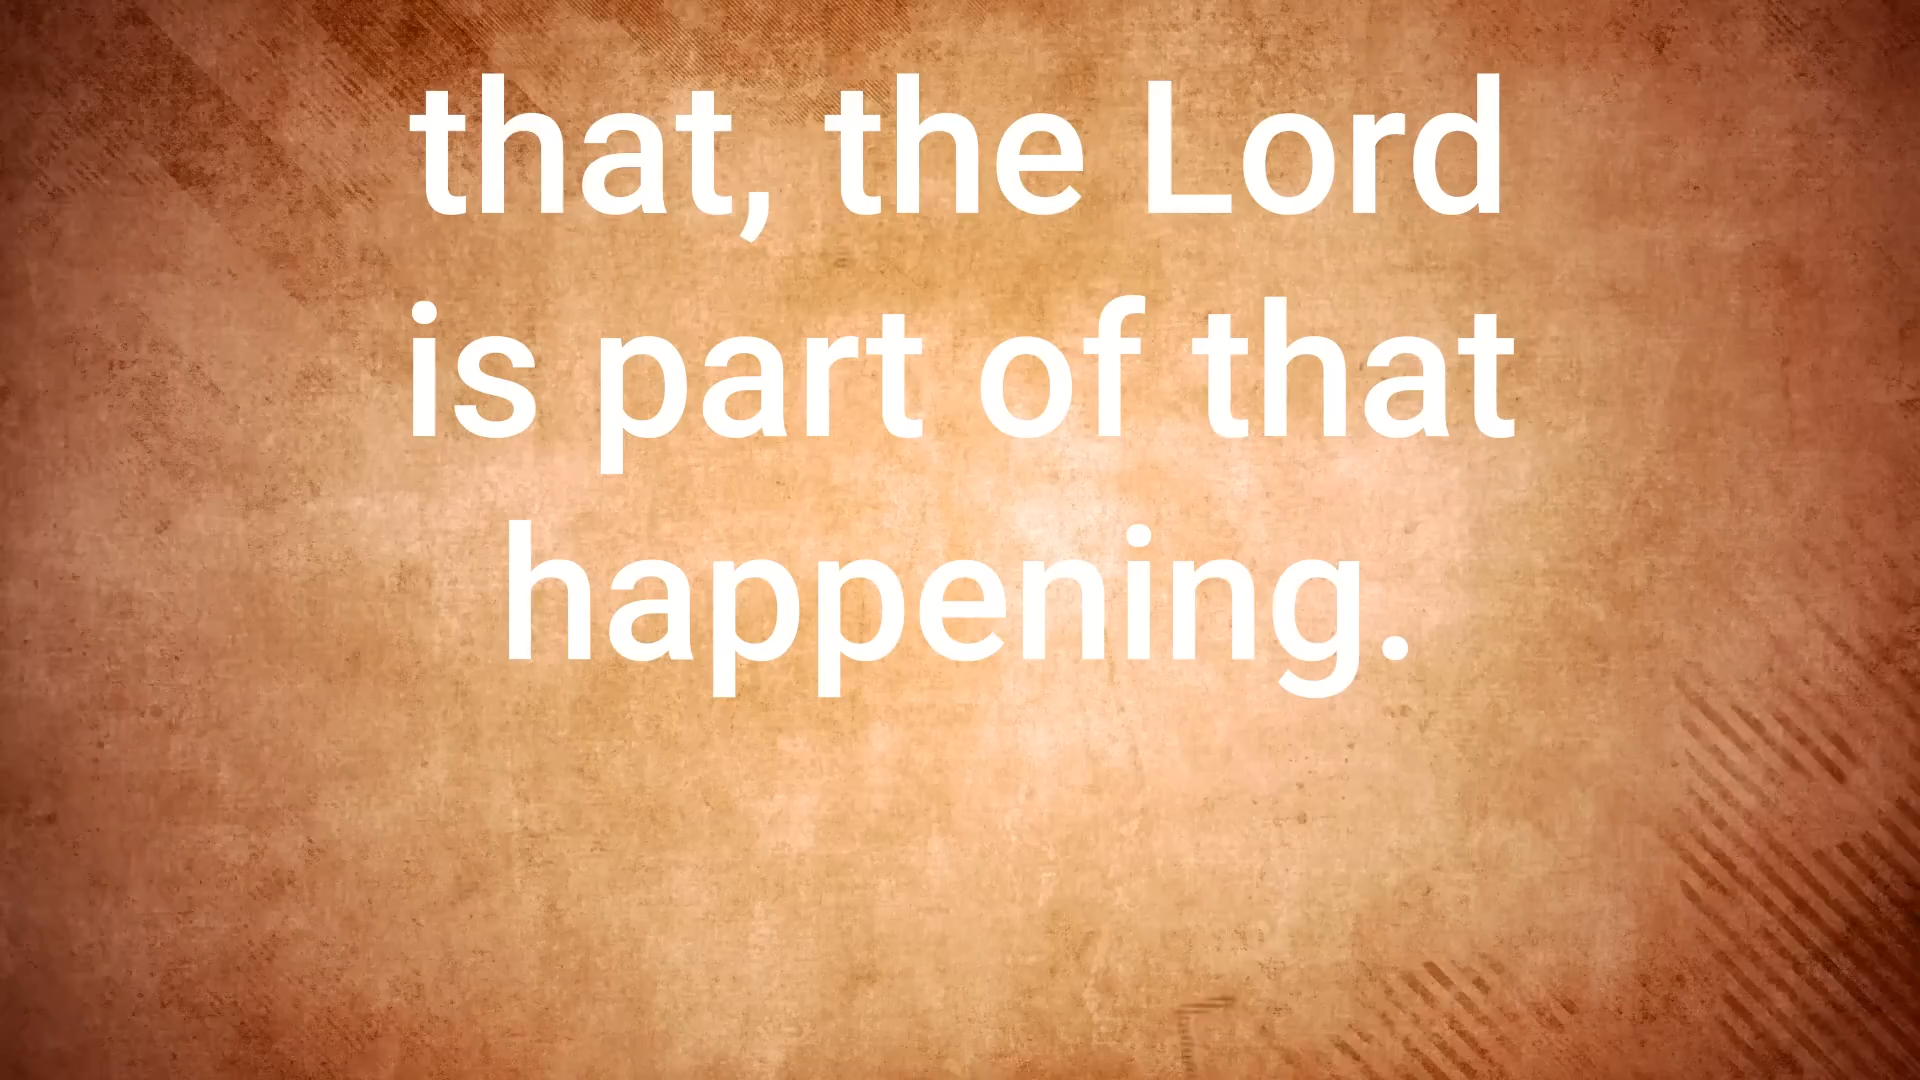 that, the Lord
is part of that
happening.